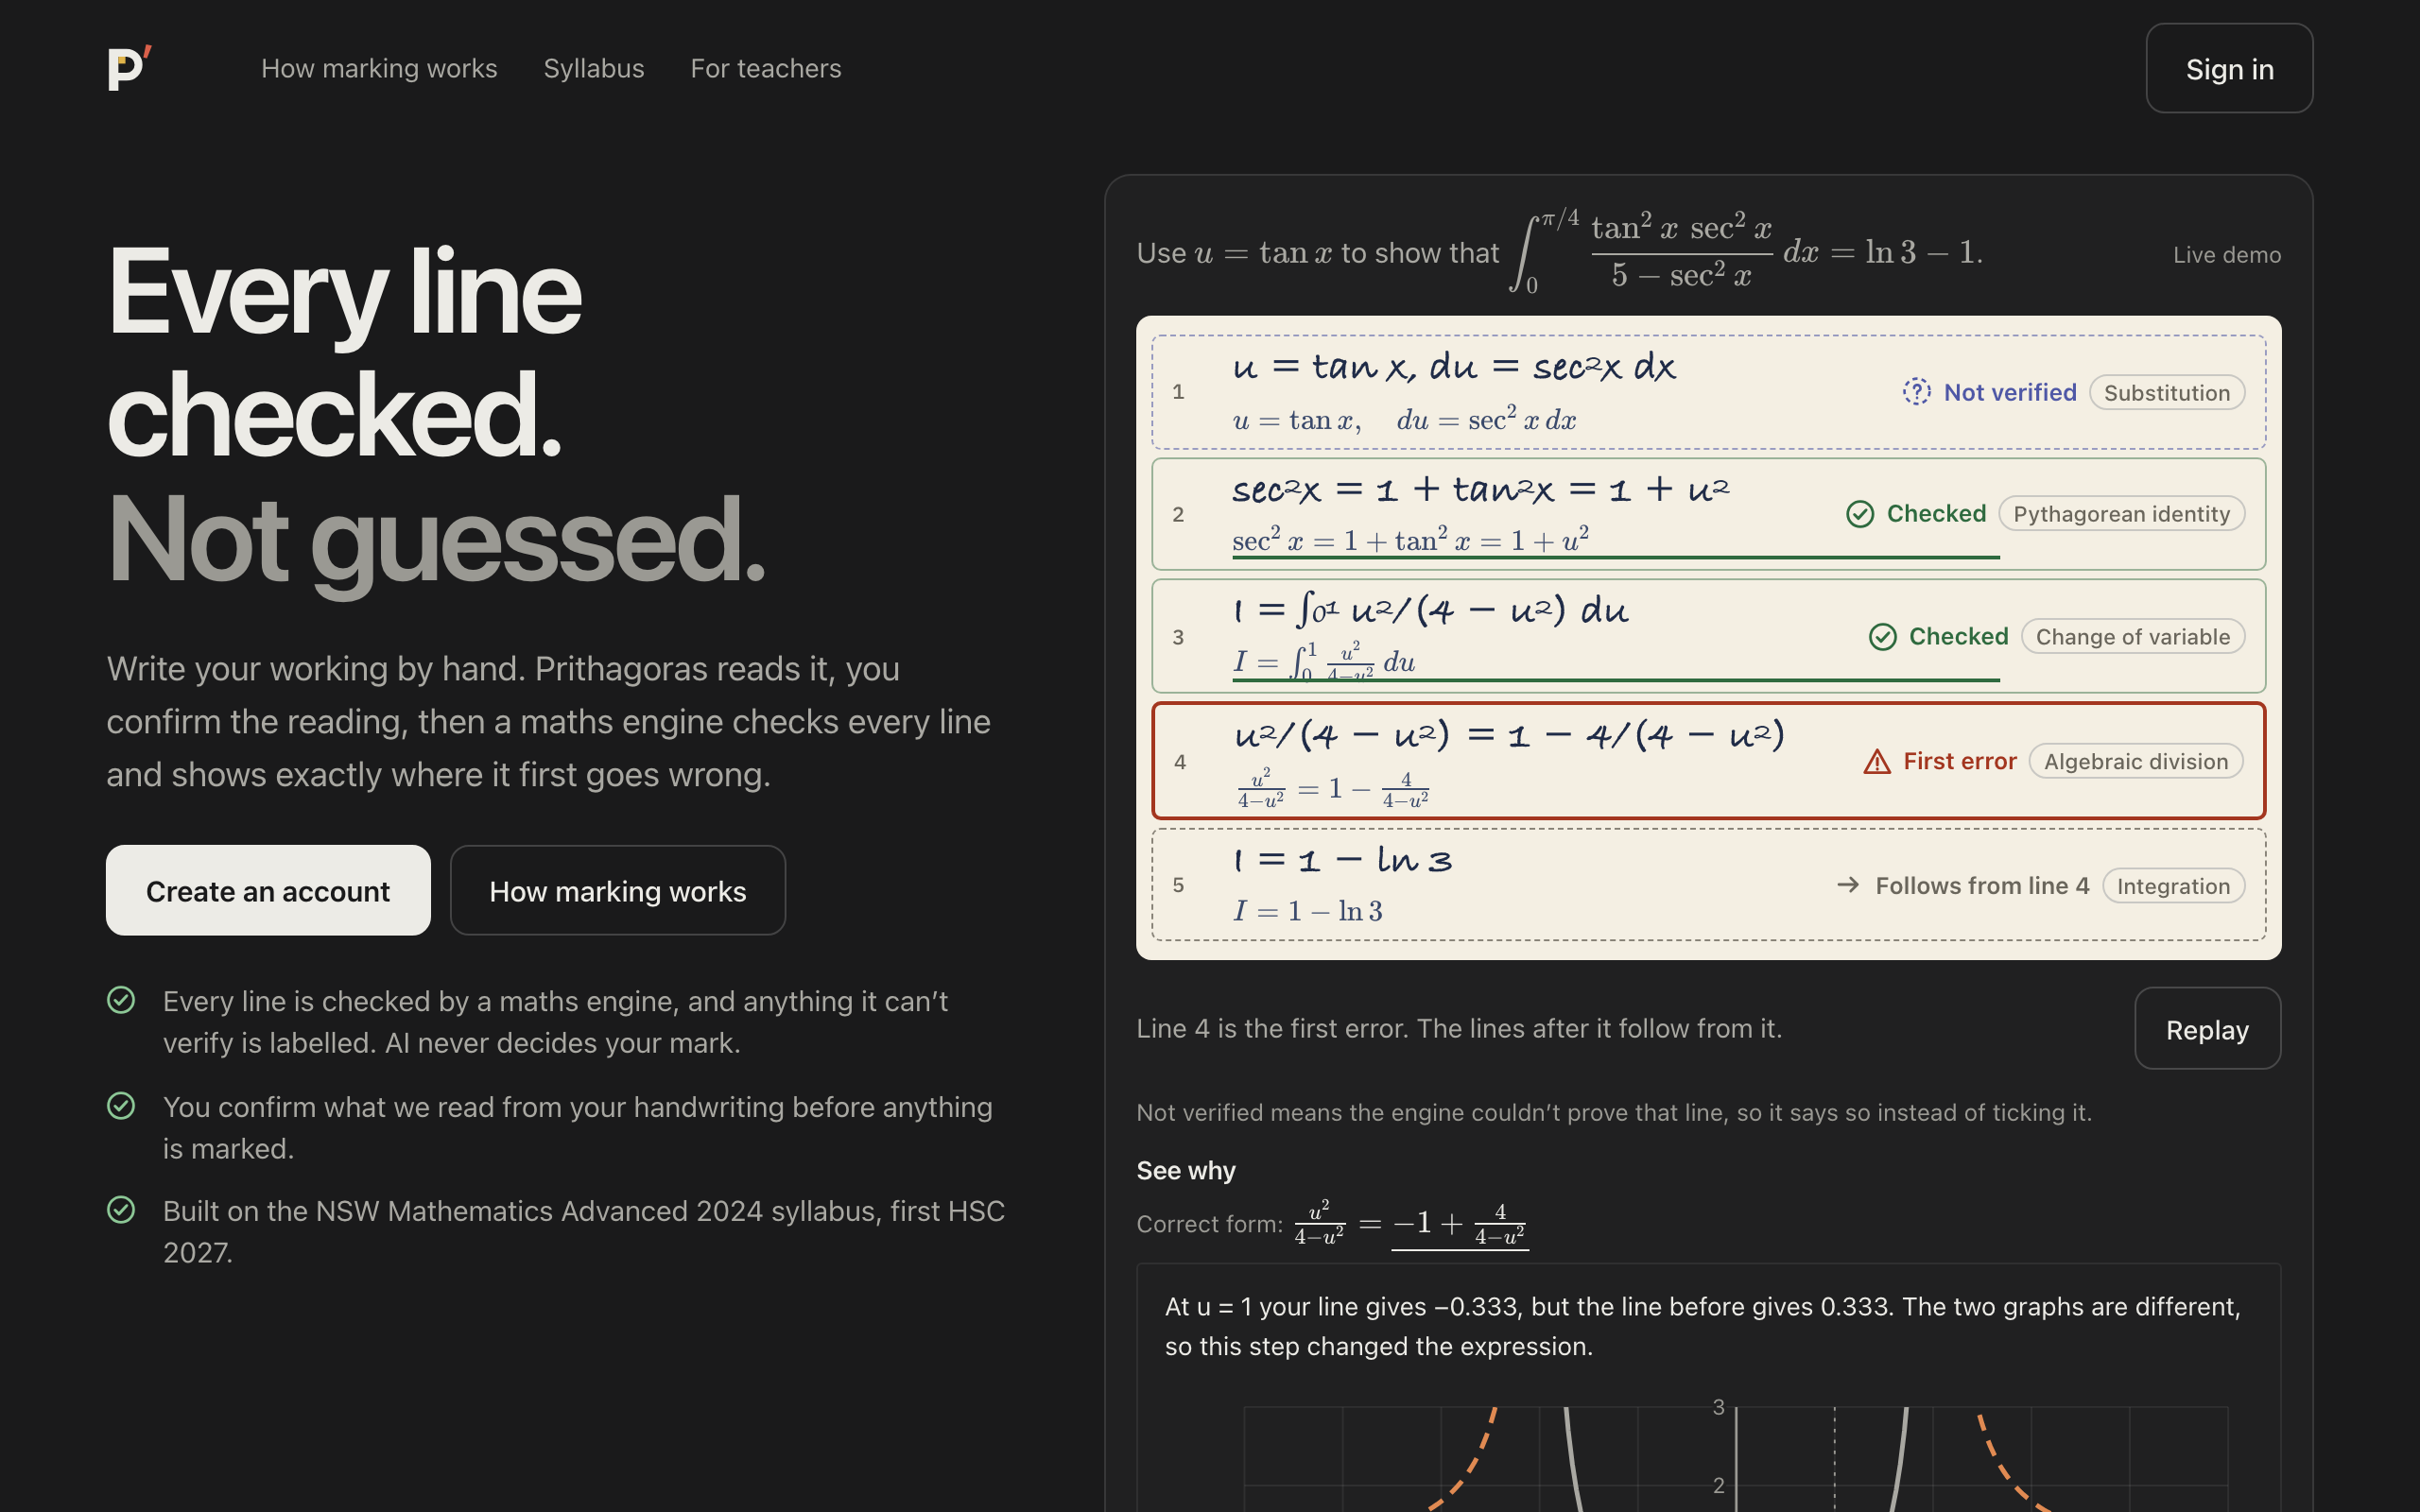 P'
How marking works
Syllabus
For teachers
Sign in
Every line
checked.
Not guessed.
Write your working by hand. Prithagoras reads it, you
confirm the reading, then a maths engine checks every line
and shows exactly where it first goes wrong.
Create an account
How marking works
Every line is checked by a maths engine, and anything it can’t
verify is labelled. AI never decides your mark.
You confirm what we read from your handwriting before anything
is marked.
Built on the NSW Mathematics Advanced 2024 syllabus, first HSC
2027.
Use u = tan x to show that ∫₀^{π/4} (tan² x sec² x)/(5 − sec² x) dx = ln 3 − 1.
Live demo
1
u = tan x, du = sec²x dx
u = tan x, du = sec² x dx
? Not verified
Substitution
2
sec²x = 1 + tan²x = 1 + u²
sec² x = 1 + tan² x = 1 + u²
Checked
Pythagorean identity
3
I = ∫₀¹ u²/(4 − u²) du
I = ∫₀¹ u²/(4−u²) du
Checked
Change of variable
4
u²/(4 − u²) = 1 − 4/(4 − u²)
u²/(4−u²) = 1 − 4/(4−u²)
First error
Algebraic division
5
I = 1 − ln 3
I = 1 − ln 3
→ Follows from line 4
Integration
Line 4 is the first error. The lines after it follow from it.
Replay
Not verified means the engine couldn’t prove that line, so it says so instead of ticking it.
See why
Correct form: u²/(4−u²) = −1 + 4/(4−u²)
At u = 1 your line gives −0.333, but the line before gives 0.333. The two graphs are different,
so this step changed the expression.
3
2